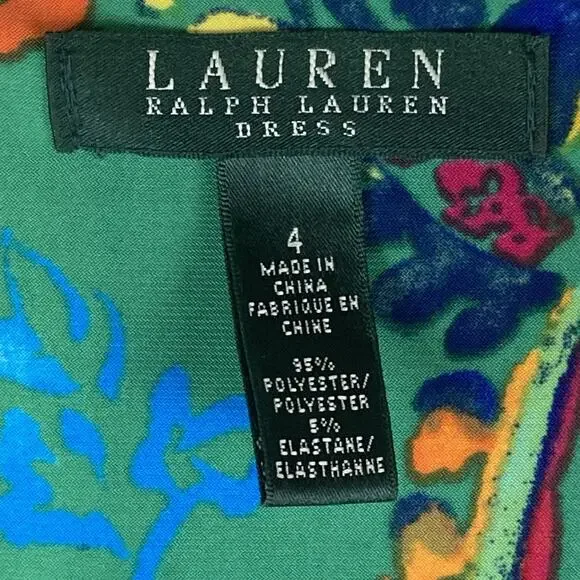 LAUREN
RALPH LAUREN
DRESS
4
MADE IN
CHINA
FABRIQUE EN
CHINE
95%
POLYESTER/
POLYESTER
5%
ELASTANE/
ELASTHANNE